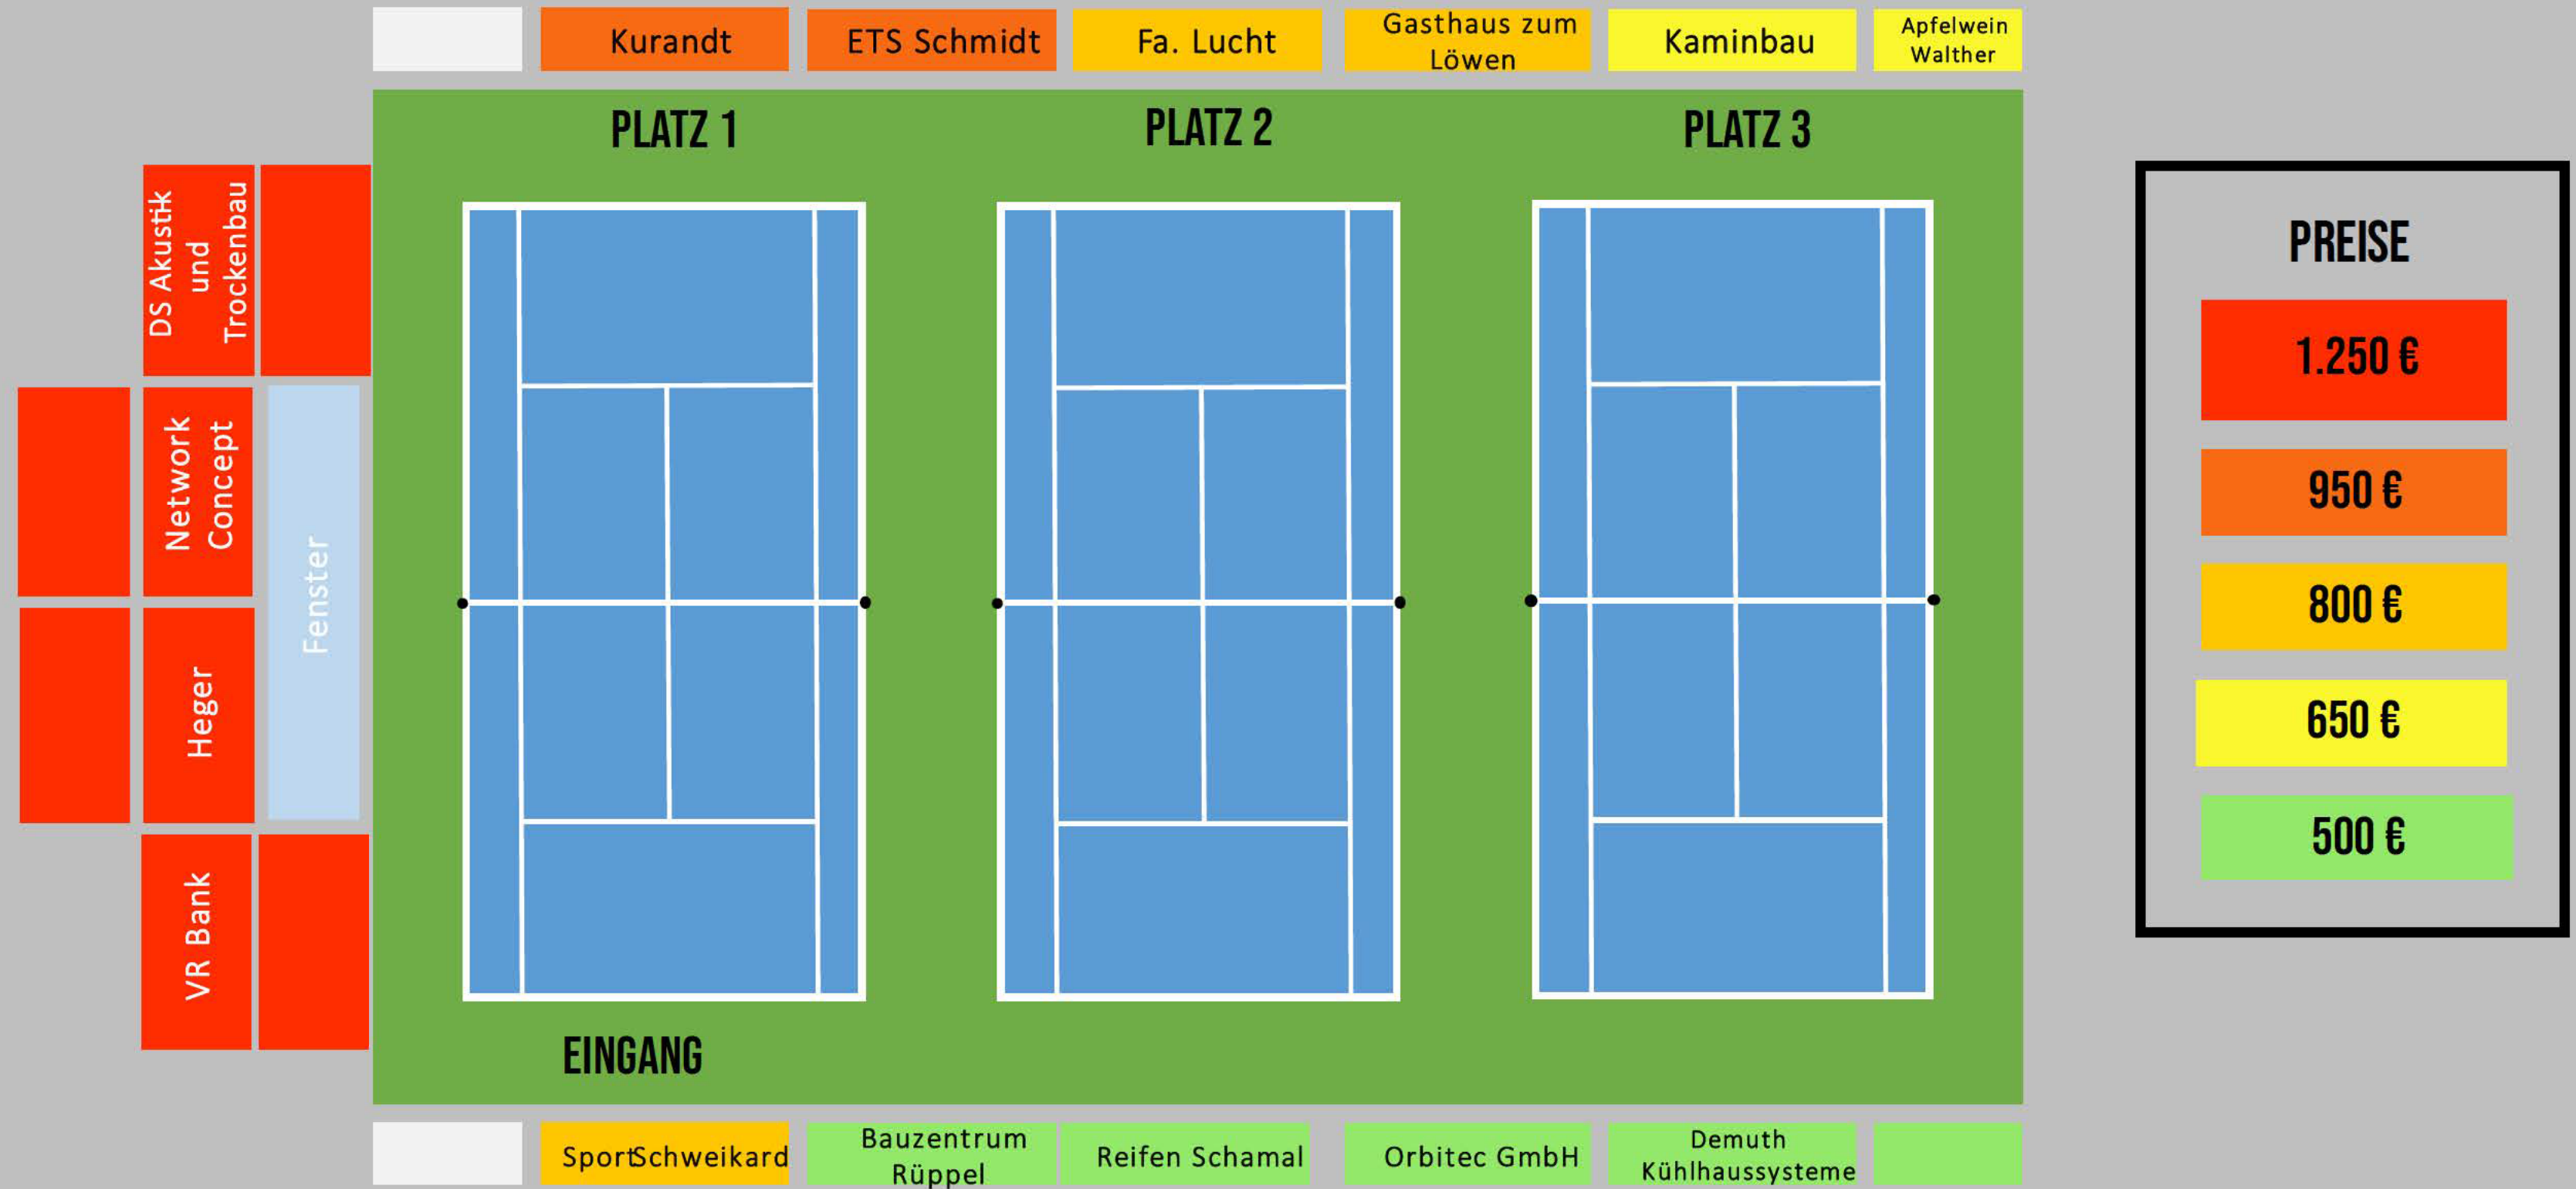 Kurandt
ETS Schmidt
Fa. Lucht
Gasthaus zum
Löwen
Kaminbau
Apfelwein
Walther
PLATZ 1
PLATZ 2
PLATZ 3
DS Akustik
und
Trockenbau
Network
Concept
Fenster
Heger
VR Bank
EINGANG
PREISE
1.250 €
950 €
800 €
650 €
500 €
SportSchweikard
Bauzentrum
Rüppel
Reifen Schamal
Orbitec GmbH
Demuth
Kühlhaussysteme